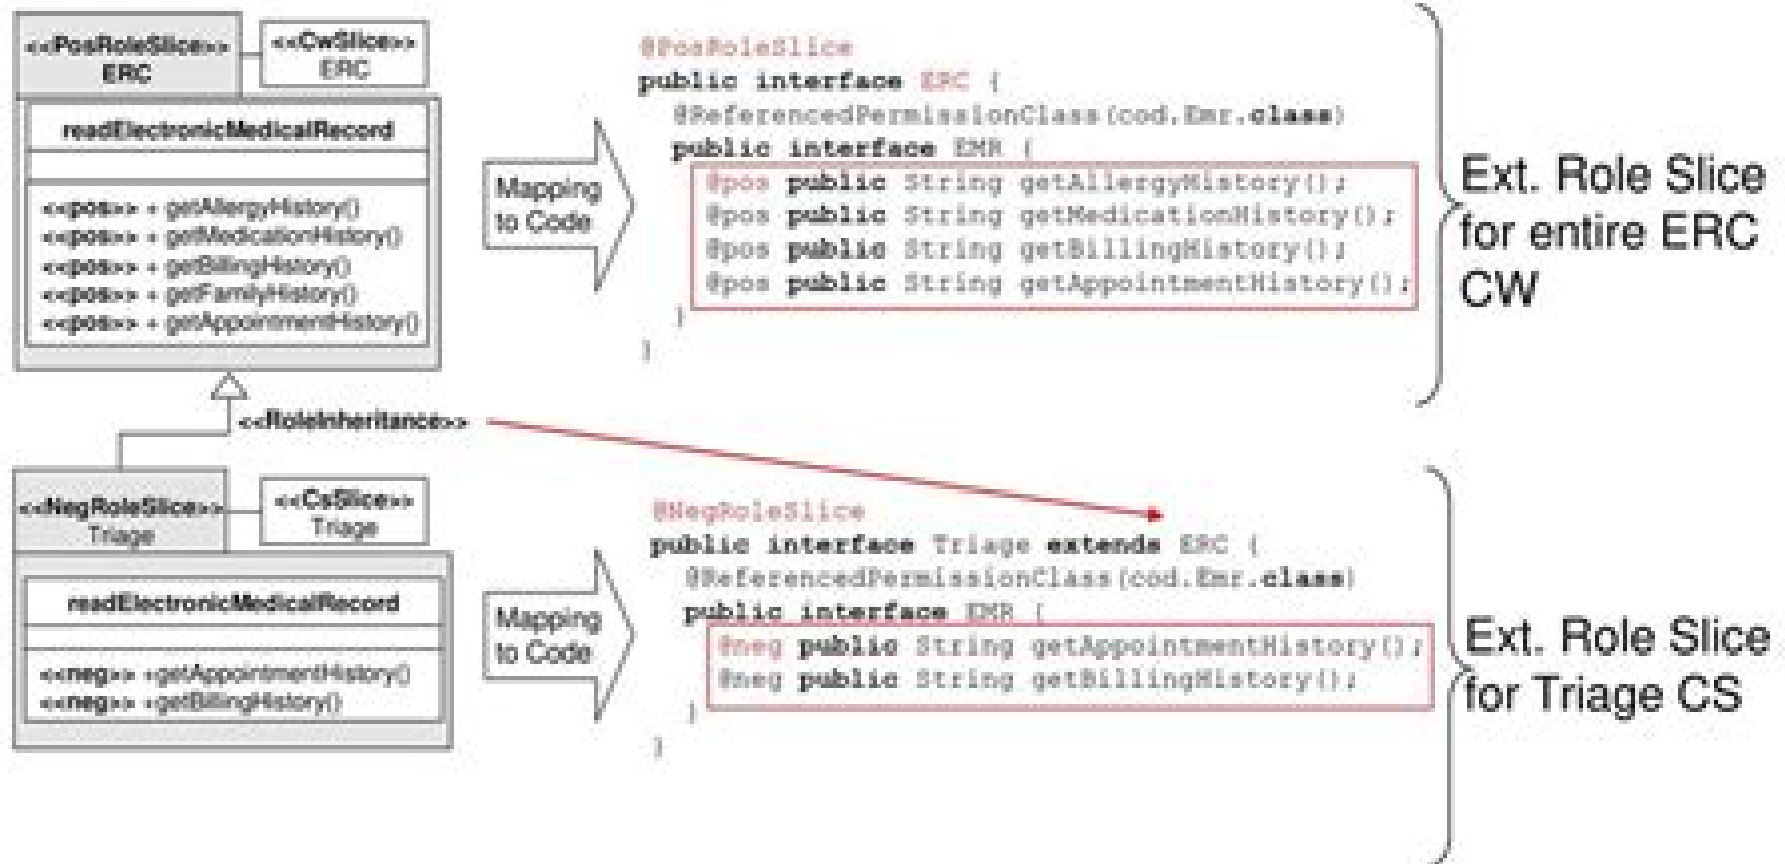 <<PosRoleSlice>>
ERC
<<CwSlice>>
ERC
readElectronicMedicalRecord
<<pos>> + getAllergyHistory()
<<pos>> + getMedicationHistory()
<<pos>> + getBillingHistory()
<<pos>> + getFamilyHistory()
<<pos>> + getAppointmentHistory()
Mapping
to Code
@PosRoleSlice
public interface ERC {
@ReferencedPermissionClass(cod.Emr.class)
public interface EMR {
@pos public String getAllergyHistory();
@pos public String getMedicationHistory();
@pos public String getBillingHistory();
@pos public String getAppointmentHistory();
}
}
Ext. Role Slice
for entire ERC
CW
<<RoleInheritance>>
<<NegRoleSlice>>
Triage
<<CsSlice>>
Triage
readElectronicMedicalRecord
<<neg>> +getAppointmentHistory()
<<neg>> +getBillingHistory()
Mapping
to Code
@NegRoleSlice
public interface Triage extends ERC {
@ReferencedPermissionClass(cod.Emr.class)
public interface EMR {
@neg public String getAppointmentHistory();
@neg public String getBillingHistory();
}
}
Ext. Role Slice
for Triage CS